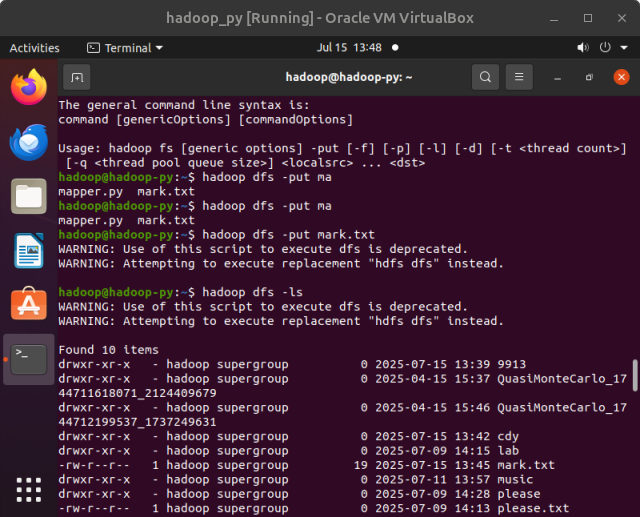 hadoop_py [Running] - Oracle VM VirtualBox
Activities Terminal Jul 15 13:48
hadoop@hadoop-py: ~
The general command line syntax is:
command [genericOptions] [commandOptions]
Usage: hadoop fs [generic options] -put [-f] [-p] [-l] [-d] [-t <thread count>]
[-q <thread pool queue size>] <localsrc> ... <dst>
hadoop@hadoop-py:~$ hadoop dfs -put ma
mapper.py  mark.txt
hadoop@hadoop-py:~$ hadoop dfs -put ma
mapper.py  mark.txt
hadoop@hadoop-py:~$ hadoop dfs -put mark.txt
WARNING: Use of this script to execute dfs is deprecated.
WARNING: Attempting to execute replacement "hdfs dfs" instead.
hadoop@hadoop-py:~$ hadoop dfs -ls
WARNING: Use of this script to execute dfs is deprecated.
WARNING: Attempting to execute replacement "hdfs dfs" instead.
Found 10 items
drwxr-xr-x   - hadoop supergroup          0 2025-07-15 13:39 9913
drwxr-xr-x   - hadoop supergroup          0 2025-04-15 15:37 QuasiMonteCarlo_17
44711618071_2124409679
drwxr-xr-x   - hadoop supergroup          0 2025-04-15 15:46 QuasiMonteCarlo_17
44712199537_1737249631
drwxr-xr-x   - hadoop supergroup          0 2025-07-15 13:42 cdy
drwxr-xr-x   - hadoop supergroup          0 2025-07-09 14:15 lab
-rw-r--r--   1 hadoop supergroup         19 2025-07-15 13:45 mark.txt
drwxr-xr-x   - hadoop supergroup          0 2025-07-11 13:57 music
drwxr-xr-x   - hadoop supergroup          0 2025-07-09 14:28 please
-rw-r--r--   1 hadoop supergroup          0 2025-07-09 14:13 please.txt